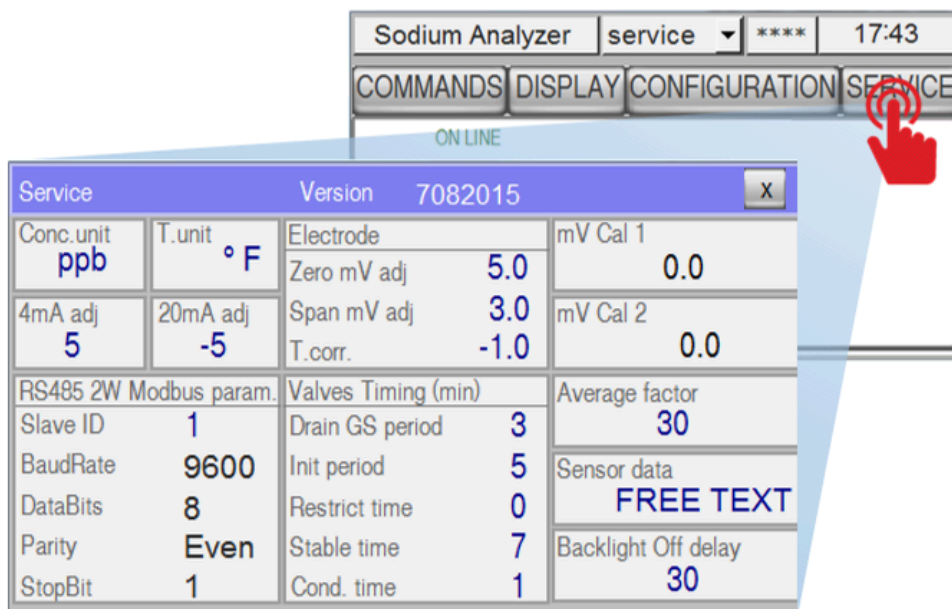 Sodium Analyzer service **** 17:43
COMMANDS DISPLAY CONFIGURATION SERVICE
ON LINE
Service Version 7082015 X
Conc.unit
ppb
T.unit
° F
4mA adj
5
20mA adj
-5
RS485 2W Modbus param.
Slave ID 1
BaudRate 9600
DataBits 8
Parity Even
StopBit 1
Electrode
Zero mV adj 5.0
Span mV adj 3.0
T.corr. -1.0
Valves Timing (min)
Drain GS period 3
Init period 5
Restrict time 0
Stable time 7
Cond. time 1
mV Cal 1
0.0
mV Cal 2
0.0
Average factor
30
Sensor data
FREE TEXT
Backlight Off delay
30